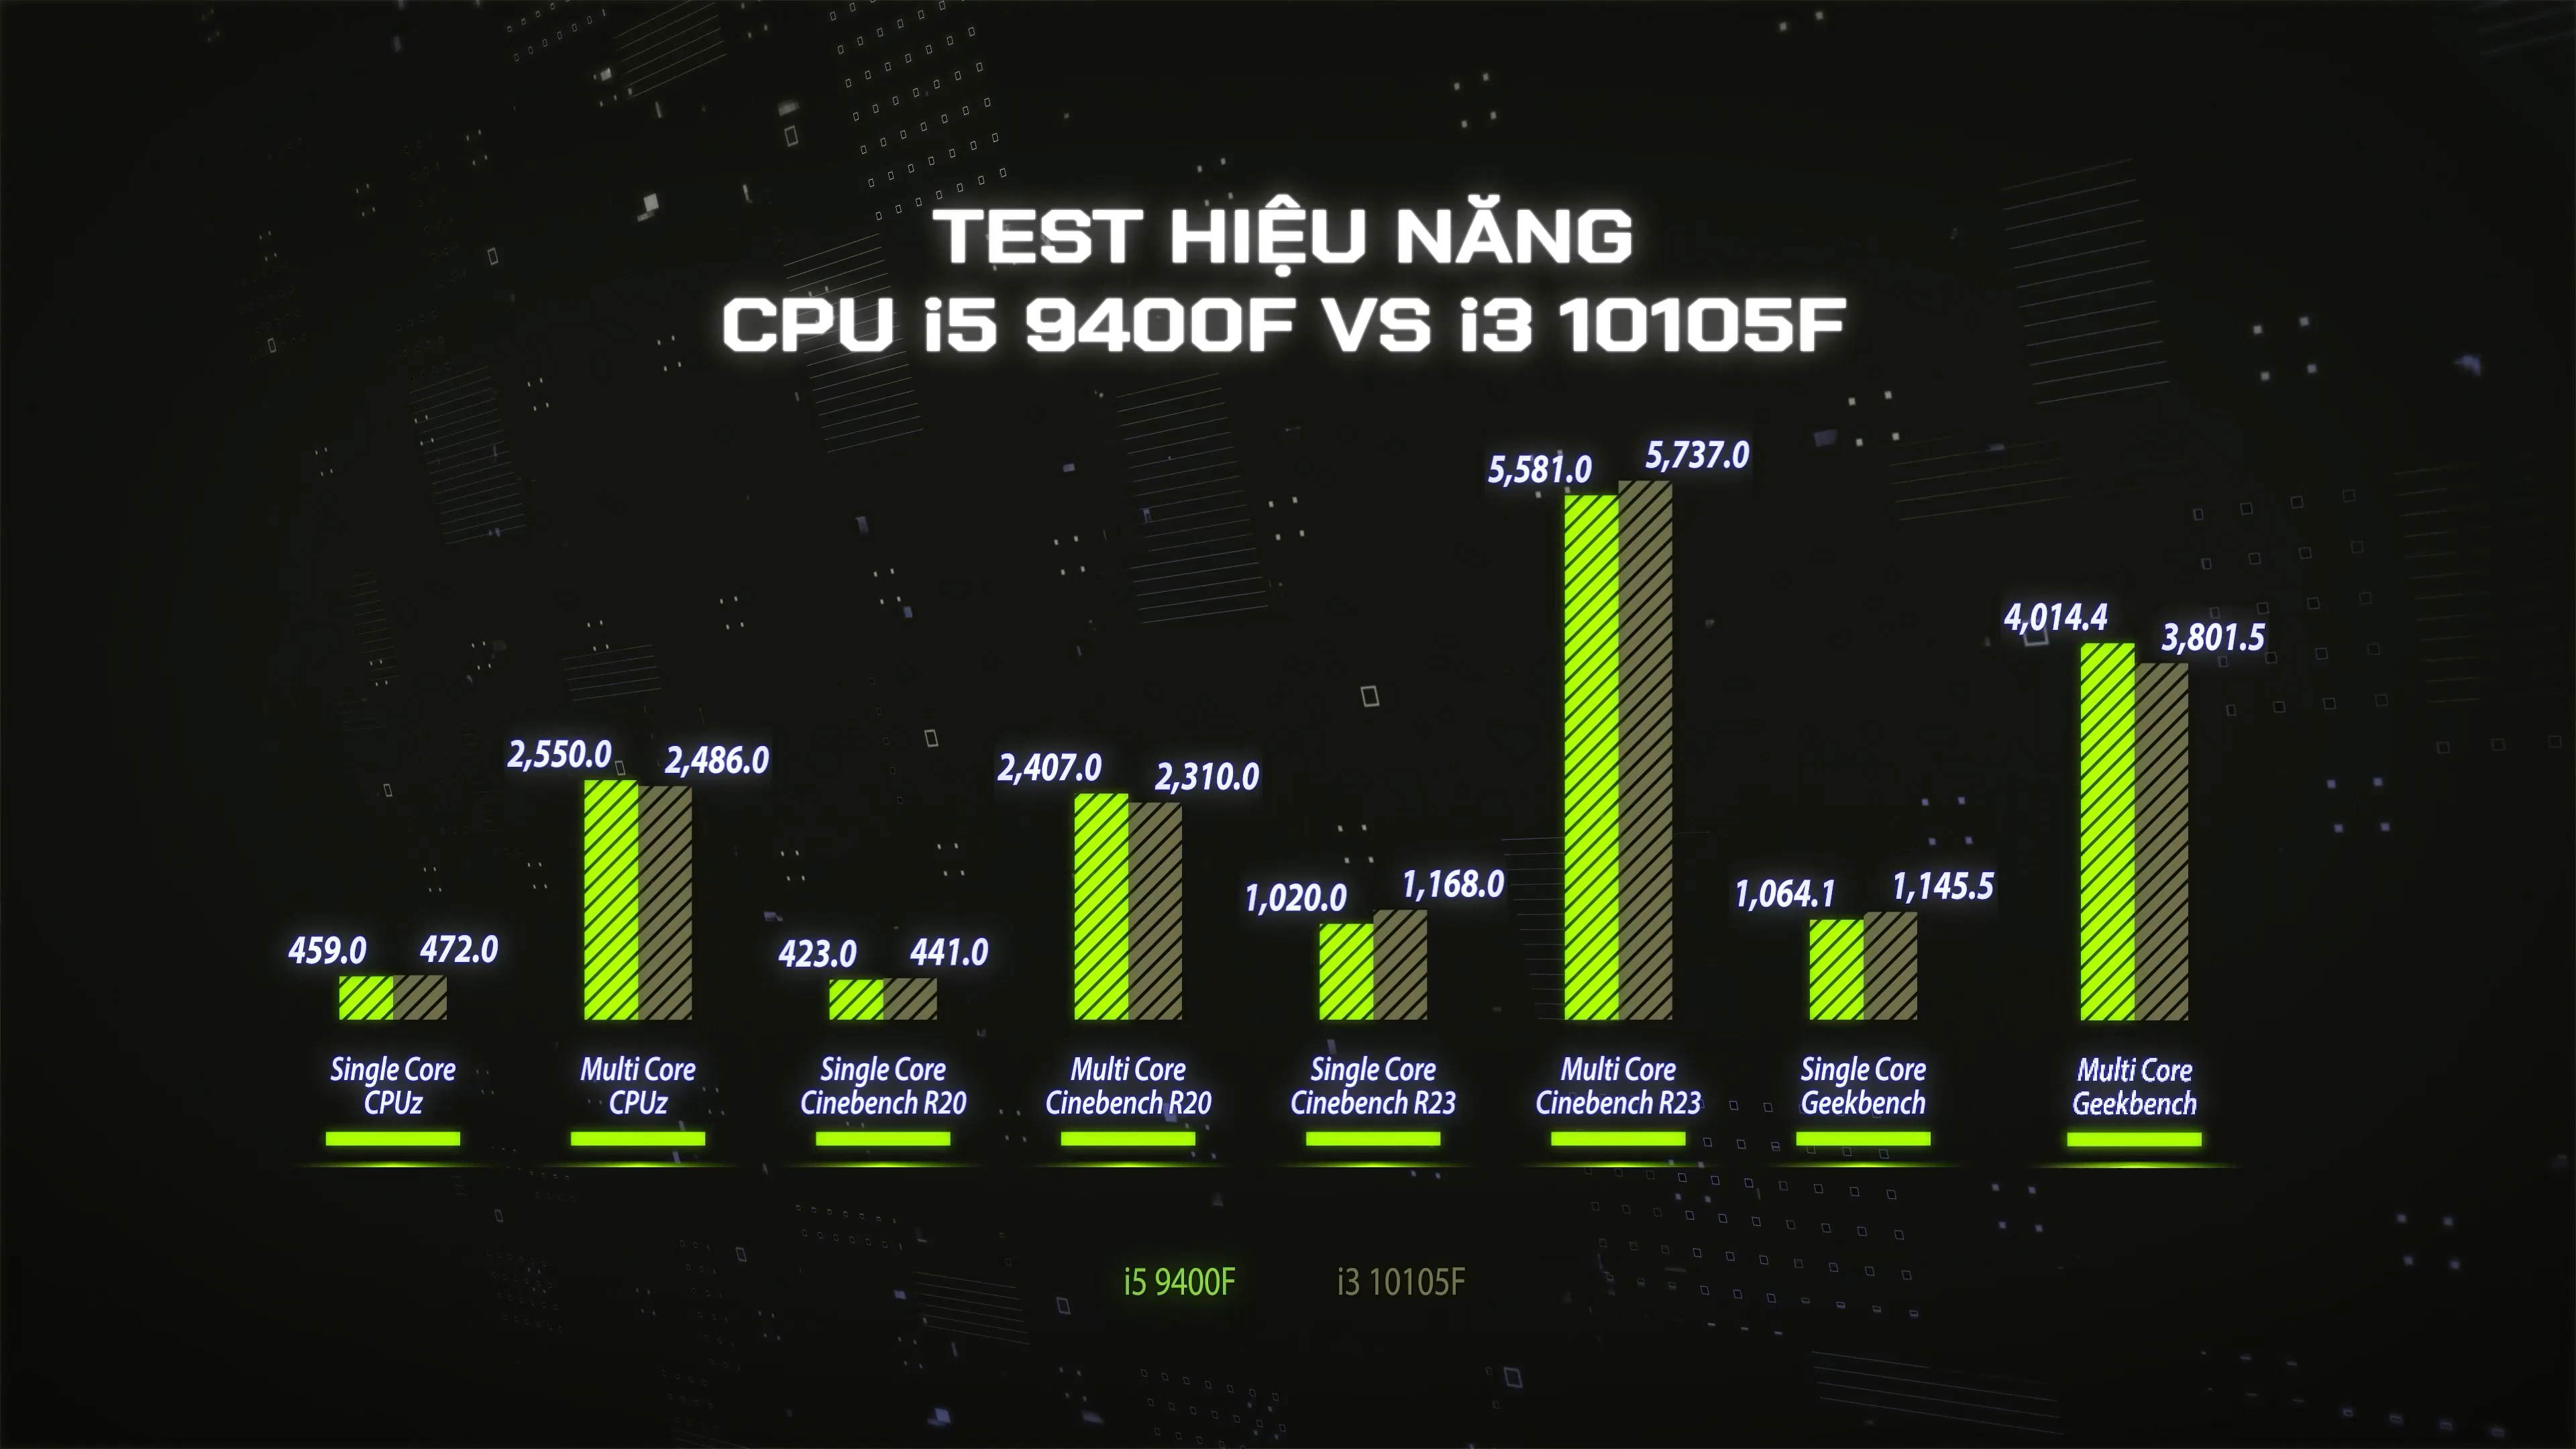 TEST HIỆU NĂNG
CPU i5 9400F VS i3 10105F
459.0 472.0
2,550.0 2,486.0
423.0 441.0
2,407.0 2,310.0
1,020.0 1,168.0
5,581.0 5,737.0
1,064.1 1,145.5
4,014.4 3,801.5
Single Core
CPUz
Multi Core
CPUz
Single Core
Cinebench R20
Multi Core
Cinebench R20
Single Core
Cinebench R23
Multi Core
Cinebench R23
Single Core
Geekbench
Multi Core
Geekbench
i5 9400F
i3 10105F